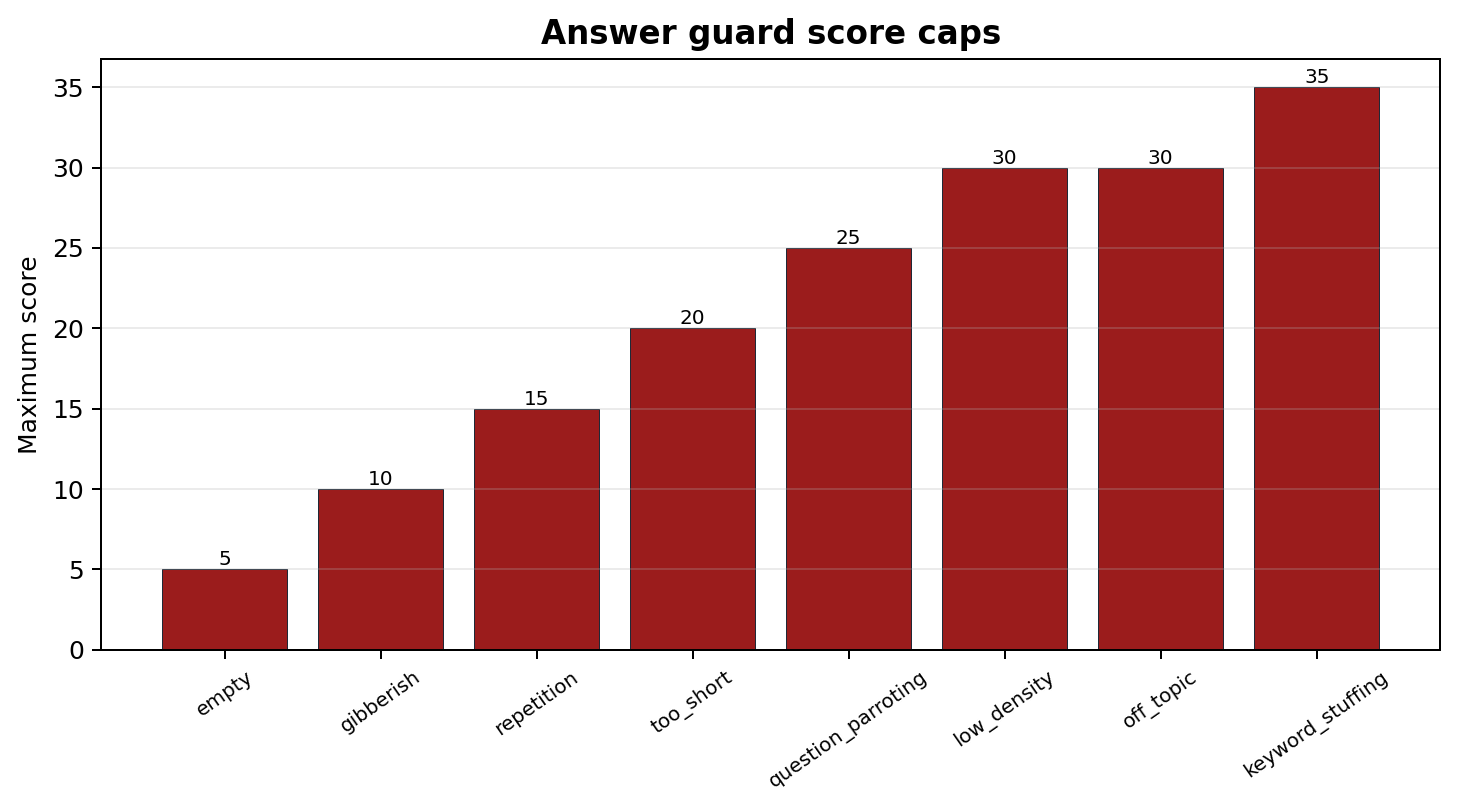 Answer guard score caps
Maximum score
35
30
25
20
15
10
5
0
5
10
15
20
25
30
30
35
empty
gibberish
repetition
too_short
question_parroting
low_density
off_topic
keyword_stuffing